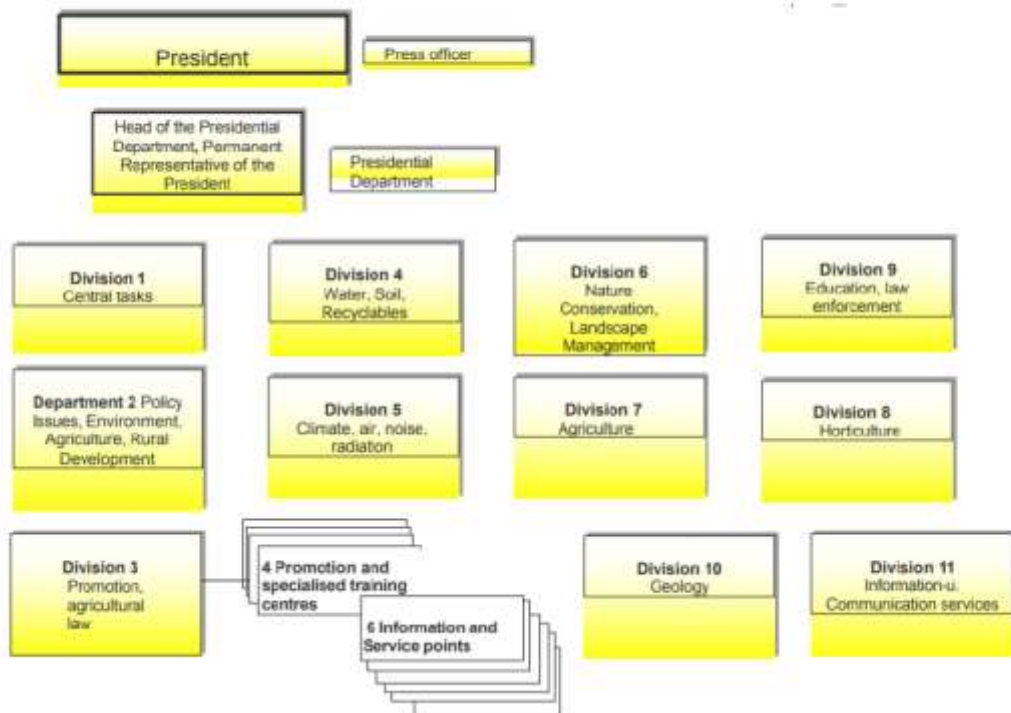 President
Press officer
Head of the Presidential
Department, Permanent
Representative of the
President
Presidential
Department
Division 1
Central tasks
Division 4
Water, Soil,
Recyclables
Division 6
Nature
Conservation,
Landscape
Management
Division 9
Education, law
enforcement
Department 2 Policy
Issues, Environment,
Agriculture, Rural
Development
Division 5
Climate, air, noise,
radiation
Division 7
Agriculture
Division 8
Horticulture
Division 3
Promotion,
agricultural
law
4 Promotion and
specialised training
centres
6 Information and
Service points
Division 10
Geology
Division 11
Information-u.
Communication services